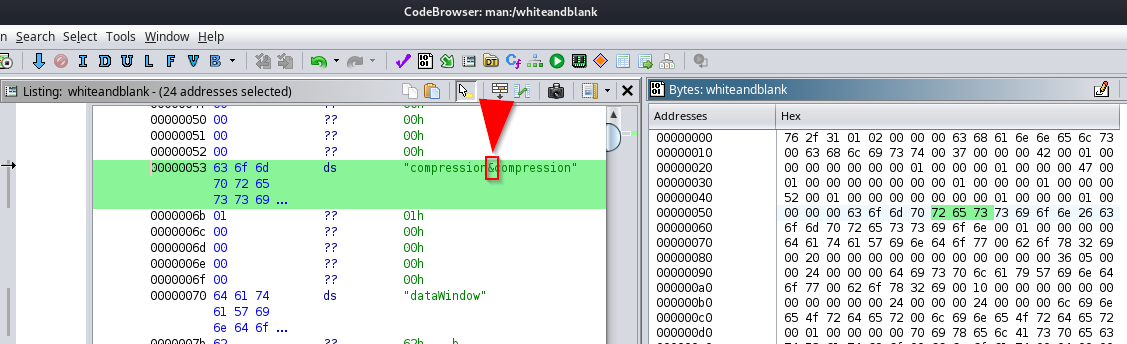 CodeBrowser: man:/whiteandblank
n Search Select Tools Window Help
I D U L F V B
Listing: whiteandblank - (24 addresses selected)
00000050 00 ?? 00h
00000051 00 ?? 00h
00000052 00 ?? 00h
00000053 63 6f 6d ds "compression&compression"
70 72 65
73 73 69 ...
0000006b 01 ?? 01h
0000006c 00 ?? 00h
0000006d 00 ?? 00h
0000006e 00 ?? 00h
0000006f 00 ?? 00h
00000070 64 61 74 ds "dataWindow"
61 57 69
6e 64 6f ...
0000007b 62 ?? 62h b
Bytes: whiteandblank
Addresses Hex
00000000 76 2f 31 01 02 00 00 00 63 68 61 6e 6e 65 6c 73
00000010 00 63 68 6c 69 73 74 00 37 00 00 00 42 00 01 00
00000020 00 00 00 00 00 00 01 00 00 00 01 00 00 00 47 00
00000030 01 00 00 00 00 00 00 00 01 00 00 00 01 00 00 00
00000040 52 00 01 00 00 00 00 00 00 00 01 00 00 00 01 00
00000050 00 00 00 63 6f 6d 70 72 65 73 73 69 6f 6e 26 63
00000060 6f 6d 70 72 65 73 73 69 6f 6e 00 01 00 00 00 00
00000070 64 61 74 61 57 69 6e 64 6f 77 00 62 6f 78 32 69
00000080 00 20 00 00 00 00 00 00 00 00 00 00 00 36 05 00
00000090 00 24 00 00 00 64 69 73 70 6c 61 79 57 69 6e 64
000000a0 6f 77 00 62 6f 78 32 69 00 10 00 00 00 00 00 00
000000b0 00 00 00 00 00 24 00 00 00 24 00 00 00 6c 69 6e
000000c0 65 4f 72 64 65 72 00 6c 69 6e 65 4f 72 64 65 72
000000d0 00 01 00 00 00 00 70 69 78 65 6c 41 73 70 65 63